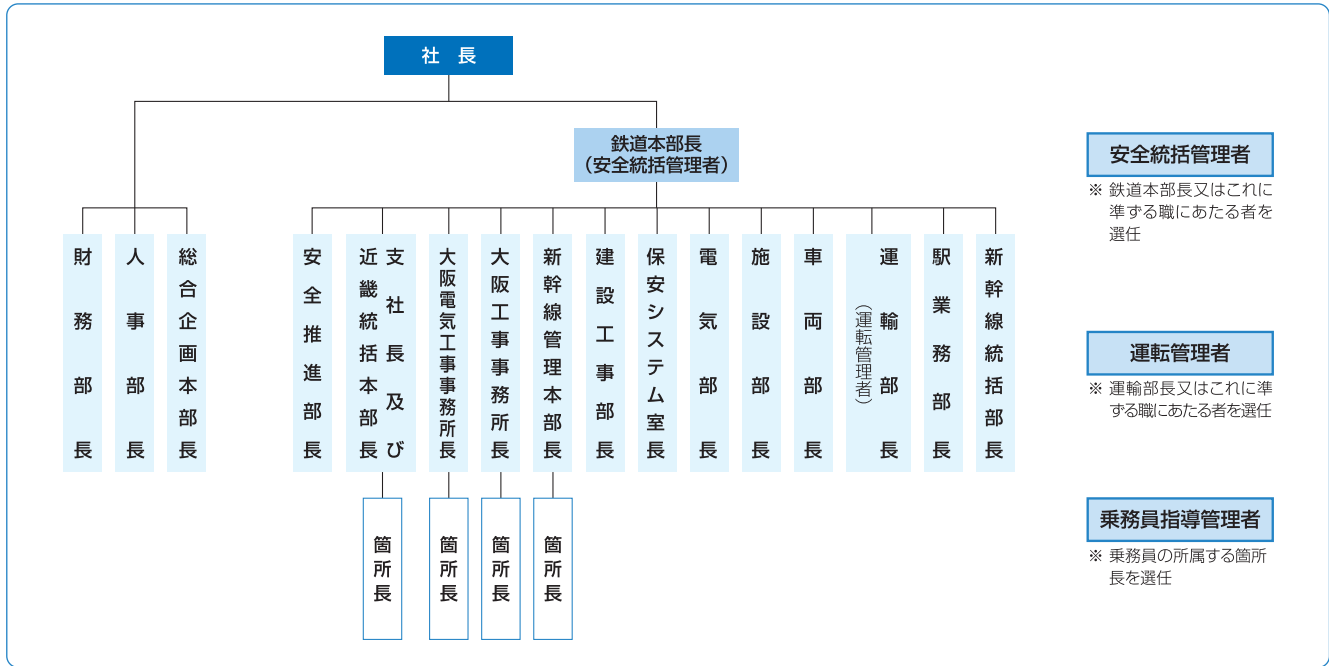 社長
鉄道本部長
（安全統括管理者）
財務部長
人事部長
総合企画本部長
安全推進部長
支社長及び
近畿統括本部長
大阪電気工事事務所長
大阪工事事務所長
新幹線管理本部長
建設工事部長
保安システム室長
電気部長
施設部長
車両部長
運輸部長
（運転管理者）
駅業務部長
新幹線統括部長
箇所長
箇所長
箇所長
箇所長
安全統括管理者
※ 鉄道本部長又はこれに
準ずる職にあたる者を
選任
運転管理者
※ 運輸部長又はこれに準
ずる職にあたる者を選任
乗務員指導管理者
※ 乗務員の所属する箇所
長を選任